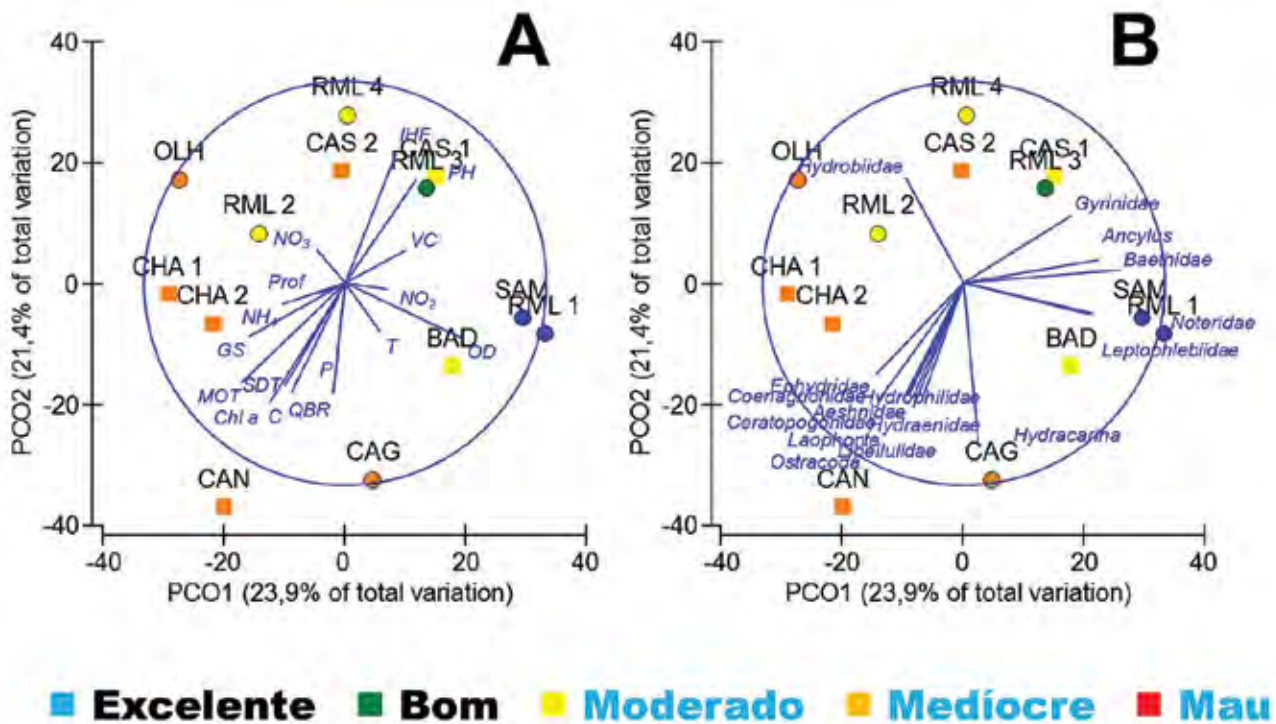 A
B
40
20
0
-20
-40
PCO2 (21,4% of total variation)
-40
-20
0
20
40
PCO1 (23,9% of total variation)
RML 4
CAS 2
IHF
CAS 1
RML 3
PH
OLH
RML 2
NO3
VC
CHA 1
Prof
CHA 2
NO2
NH4
SAM
RML 1
GS
T
BAD
OD
P
MOT
SDT
Chl a
C
QBR
CAG
CAN
40
20
0
-20
-40
PCO2 (21,4% of total variation)
-40
-20
0
20
40
PCO1 (23,9% of total variation)
RML 4
CAS 2
CAS 1
RML 3
OLH
Hydrobiidae
RML 2
Gyrinidae
Ancylus
CHA 1
Baetnidae
CHA 2
SAM
RML 1
Noteridae
BAD
Leptophlebiidae
Ephydridae
Coenagrionidae
Hydrophilidae
Aeshnidae
Ceratopogonidae
Hydraenidae
Laophonte
Hydracarina
Ostracoda
CAG
CAN
Excelente
Bom
Moderado
Medíocre
Mau